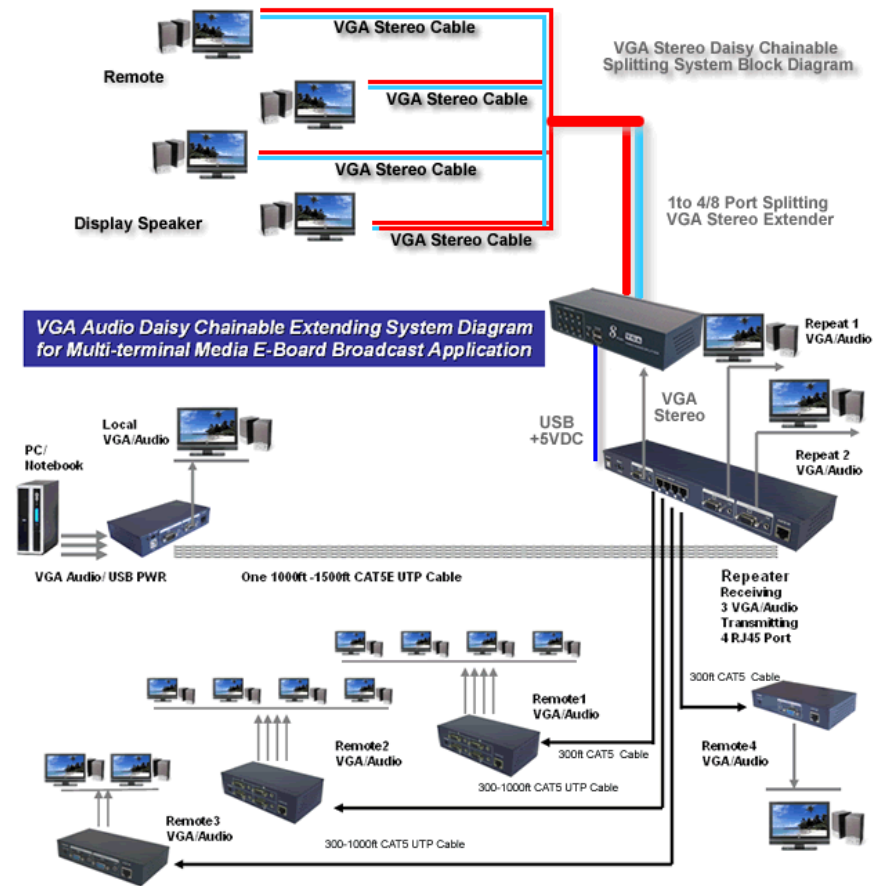 VGA Stereo Cable
VGA Stereo Daisy Chainable
Splitting System Block Diagram
Remote
VGA Stereo Cable
VGA Stereo Cable
1to 4/8 Port Splitting
VGA Stereo Extender
Display Speaker
VGA Stereo Cable
VGA Audio Daisy Chainable Extending System Diagram
for Multi-terminal Media E-Board Broadcast Application
8
VGA
Repeat 1
VGA/Audio
VGA
Stereo
USB
+5VDC
Local
VGA/Audio
Repeat 2
VGA/Audio
PC/
Notebook
VGA Audio/ USB PWR
One 1000ft -1500ft CAT5E UTP Cable
Repeater
Receiving
3 VGA/Audio
Transmitting
4 RJ45 Port
300ft CAT5 Cable
Remote1
VGA/Audio
Remote2
VGA/Audio
300ft CAT5 Cable
Remote4
VGA/Audio
300-1000ft CAT5 UTP Cable
Remote3
VGA/Audio
300-1000ft CAT5 UTP Cable